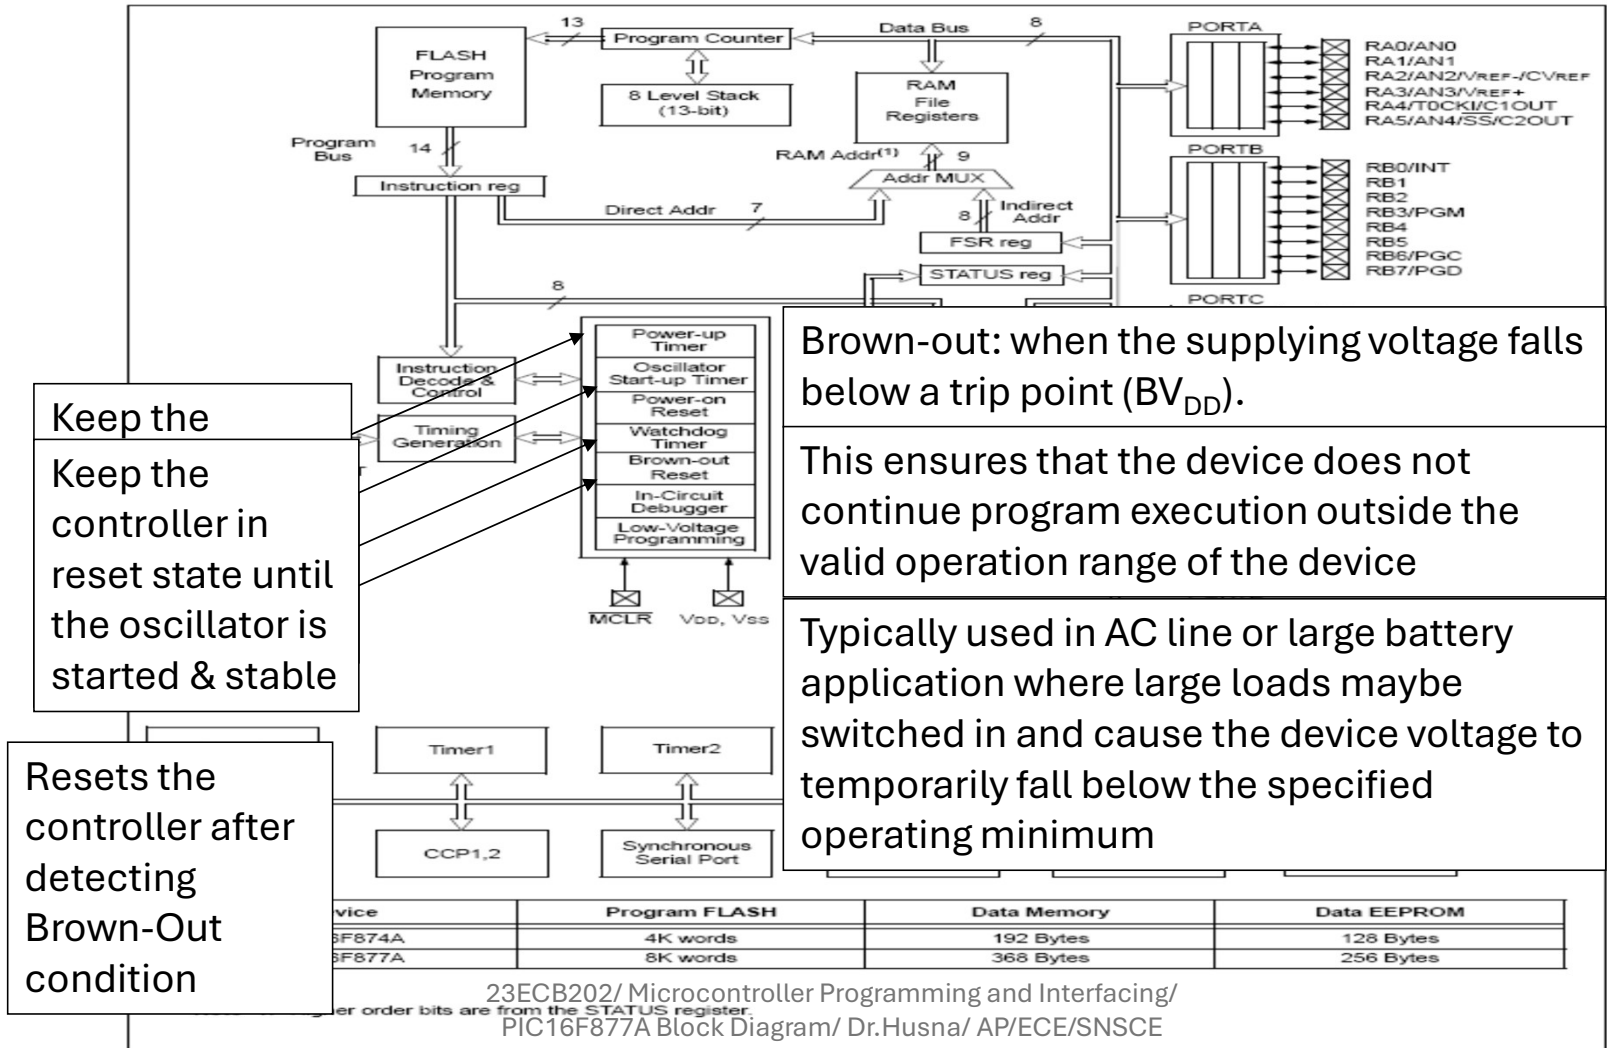 13
Data Bus
8
PORTA
FLASH
Program
Memory
Program Counter
8 Level Stack
(13-bit)
RAM
File
Registers
RA0/AN0
RA1/AN1
RA2/AN2/VREF-/CVREF
RA3/AN3/VREF+
RA4/T0CKI/C1OUT
RA5/AN4/SS/C2OUT
Program
Bus
14
RAM Addr(1)
9
PORTB
Addr MUX
Instruction reg
Direct Addr
7
8
Indirect
Addr
RB0/INT
RB1
RB2
RB3/PGM
RB4
RB5
RB6/PGC
RB7/PGD
FSR reg
STATUS reg
8
PORTC
Power-up
Timer
Oscillator
Start-up Timer
Power-on
Reset
Watchdog
Timer
Brown-out
Reset
In-Circuit
Debugger
Low-Voltage
Programming
Instruction
Decode &
Control
Timing
Generation
MCLR
VDD, VSS
Keep the
Keep the
controller in
reset state until
the oscillator is
started & stable
Brown-out: when the supplying voltage falls
below a trip point (BVDD).
This ensures that the device does not
continue program execution outside the
valid operation range of the device
Typically used in AC line or large battery
application where large loads maybe
switched in and cause the device voltage to
temporarily fall below the specified
operating minimum
Timer1
Timer2
CCP1,2
Synchronous
Serial Port
Resets the
controller after
detecting
Brown-Out
condition
vice Program FLASH Data Memory Data EEPROM
6F874A 4K words 192 Bytes 128 Bytes
6F877A 8K words 368 Bytes 256 Bytes
er order bits are from the STATUS register.
23ECB202/ Microcontroller Programming and Interfacing/
PIC16F877A Block Diagram/ Dr.Husna/ AP/ECE/SNSCE